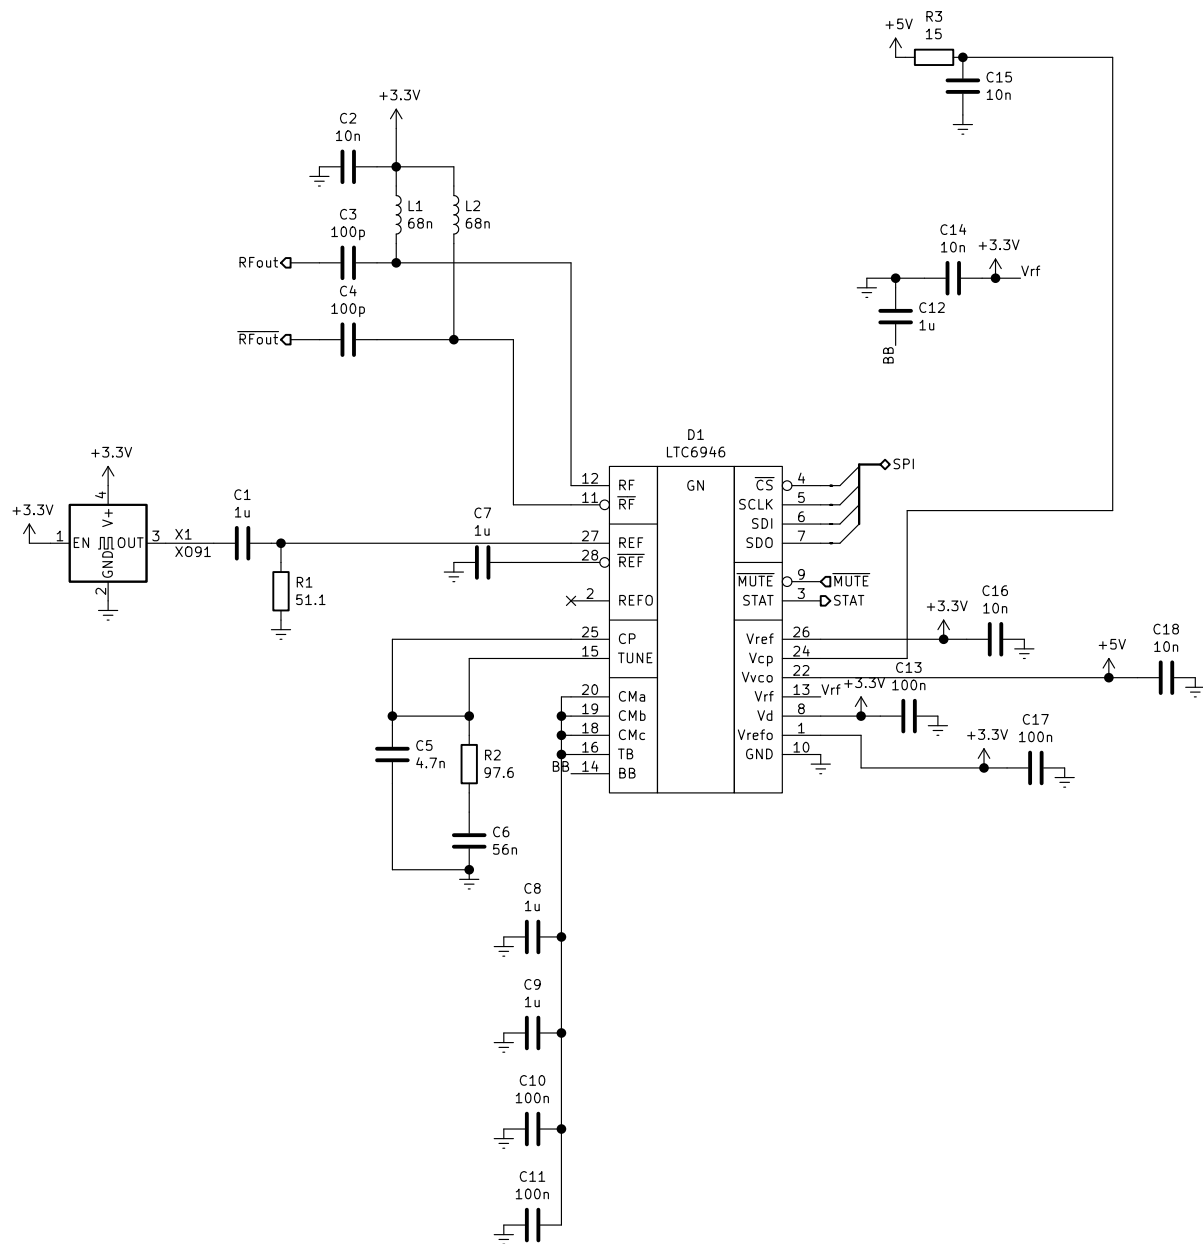 R3
15
+5V
C15
10n
+3.3V
C2
10n
L1
68n
L2
68n
C3
100p
RFout
C4
100p
RFout
C14
10n
+3.3V
Vrf
C12
1u
BB
D1
LTC6946
GN
12 RF
11 RF
27 REF
28 REF
2 REFO
25 CP
15 TUNE
20 CMa
19 CMb
18 CMc
16 TB
BB 14 BB
CS 4
SCLK 5
SDI 6
SDO 7
SPI
MUTE 9 MUTE
STAT 3 STAT
Vref 26
Vcp 24
Vvco 22
Vrf 13 Vrf
Vd 8
Vrefo 1
GND 10
+3.3V
+3.3V
4
V+
1 EN
OUT 3
GND
2
X1
XO91
C1
1u
R1
51.1
C7
1u
+3.3V
C16
10n
+5V
C18
10n
+3.3V
C13
100n
+3.3V
C17
100n
C5
4.7n
R2
97.6
C6
56n
C8
1u
C9
1u
C10
100n
C11
100n